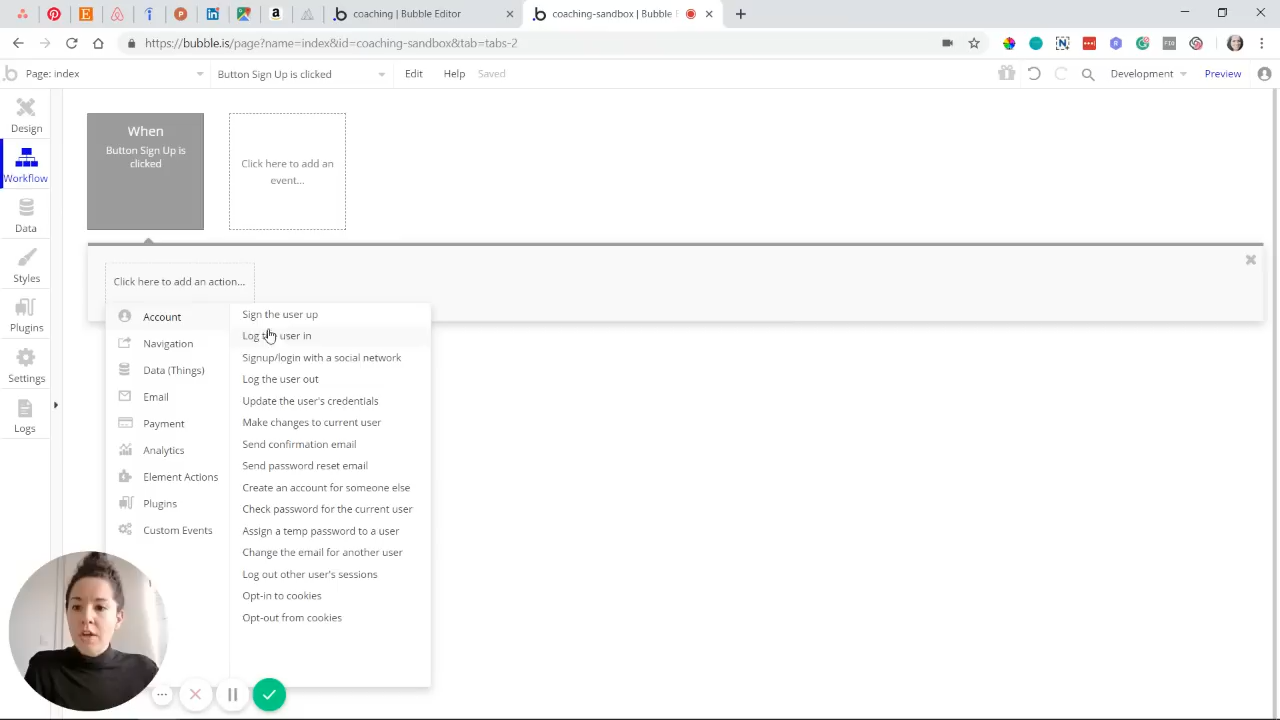 coaching | Bubble Editor
coaching-sandbox | Bubble E
https://bubble.is/page?name=index&id=coaching-sandbox&tab=tabs-2
Page: index
Button Sign Up is clicked
Edit
Help
Saved
Development
Preview
Design
Workflow
Data
Styles
Plugins
Settings
Logs
When
Button Sign Up is
clicked
Click here to add an
event...
Click here to add an action...
Account
Navigation
Data (Things)
Email
Payment
Analytics
Element Actions
Plugins
Custom Events
Sign the user up
Log the user in
Signup/login with a social network
Log the user out
Update the user's credentials
Make changes to current user
Send confirmation email
Send password reset email
Create an account for someone else
Check password for the current user
Assign a temp password to a user
Change the email for another user
Log out other user's sessions
Opt-in to cookies
Opt-out from cookies